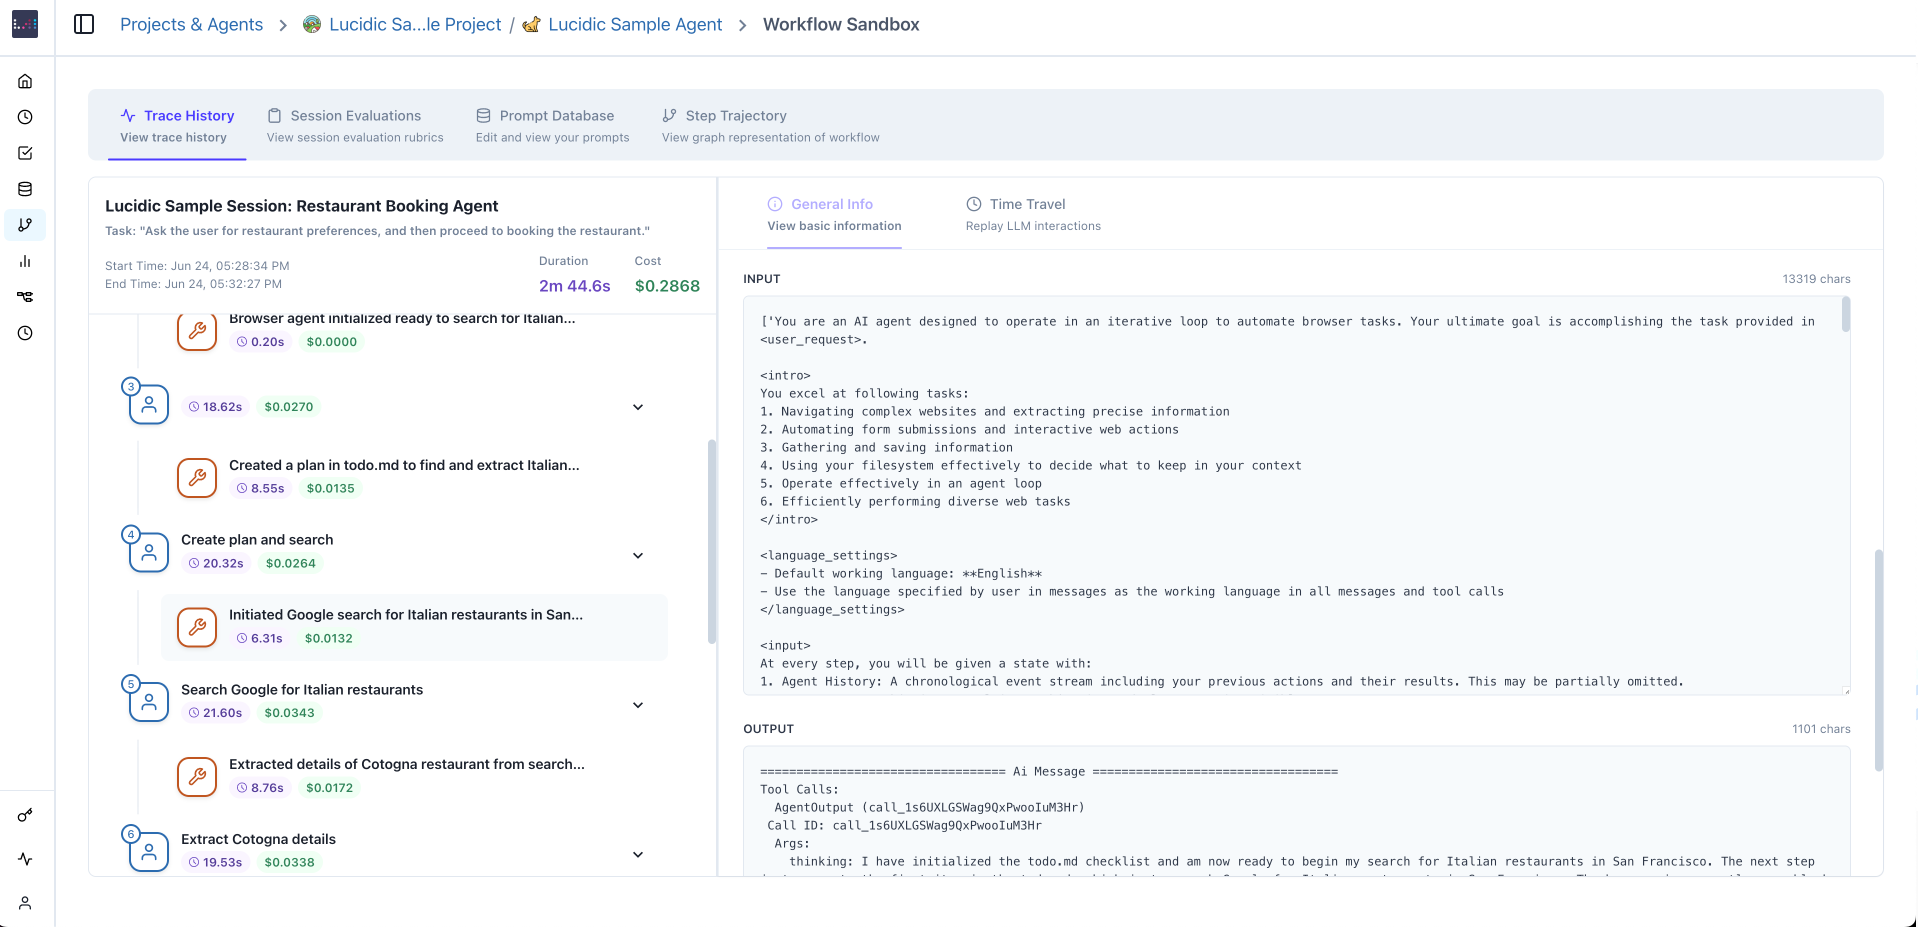 Projects & Agents > Lucidic Sa...le Project / Lucidic Sample Agent > Workflow Sandbox
Trace History
View trace history
Session Evaluations
View session evaluation rubrics
Prompt Database
Edit and view your prompts
Step Trajectory
View graph representation of workflow
Lucidic Sample Session: Restaurant Booking Agent
Task: "Ask the user for restaurant preferences, and then proceed to booking the restaurant."
Start Time: Jun 24, 05:28:34 PM
End Time: Jun 24, 05:32:27 PM
Duration
2m 44.6s
Cost
$0.2868
Browser agent initialized ready to search for Italian...
0.20s $0.0000
3
18.62s $0.0270
Created a plan in todo.md to find and extract Italian...
8.55s $0.0135
4
Create plan and search
20.32s $0.0264
Initiated Google search for Italian restaurants in San...
6.31s $0.0132
5
Search Google for Italian restaurants
21.60s $0.0343
Extracted details of Cotogna restaurant from search...
8.76s $0.0172
6
Extract Cotogna details
19.53s $0.0338
General Info
View basic information
Time Travel
Replay LLM interactions
INPUT 13319 chars
['You are an AI agent designed to operate in an iterative loop to automate browser tasks. Your ultimate goal is accomplishing the task provided in
<user_request>.
<intro>
You excel at following tasks:
1. Navigating complex websites and extracting precise information
2. Automating form submissions and interactive web actions
3. Gathering and saving information
4. Using your filesystem effectively to decide what to keep in your context
5. Operate effectively in an agent loop
6. Efficiently performing diverse web tasks
</intro>
<language_settings>
- Default working language: **English**
- Use the language specified by user in messages as the working language in all messages and tool calls
</language_settings>
<input>
At every step, you will be given a state with:
1. Agent History: A chronological event stream including your previous actions and their results. This may be partially omitted.
OUTPUT 1101 chars
================================== Ai Message ==================================
Tool Calls:
AgentOutput (call_1s6UXLGSWag9QxPwooIuM3Hr)
Call ID: call_1s6UXLGSWag9QxPwooIuM3Hr
Args:
thinking: I have initialized the todo.md checklist and am now ready to begin my search for Italian restaurants in San Francisco. The next step